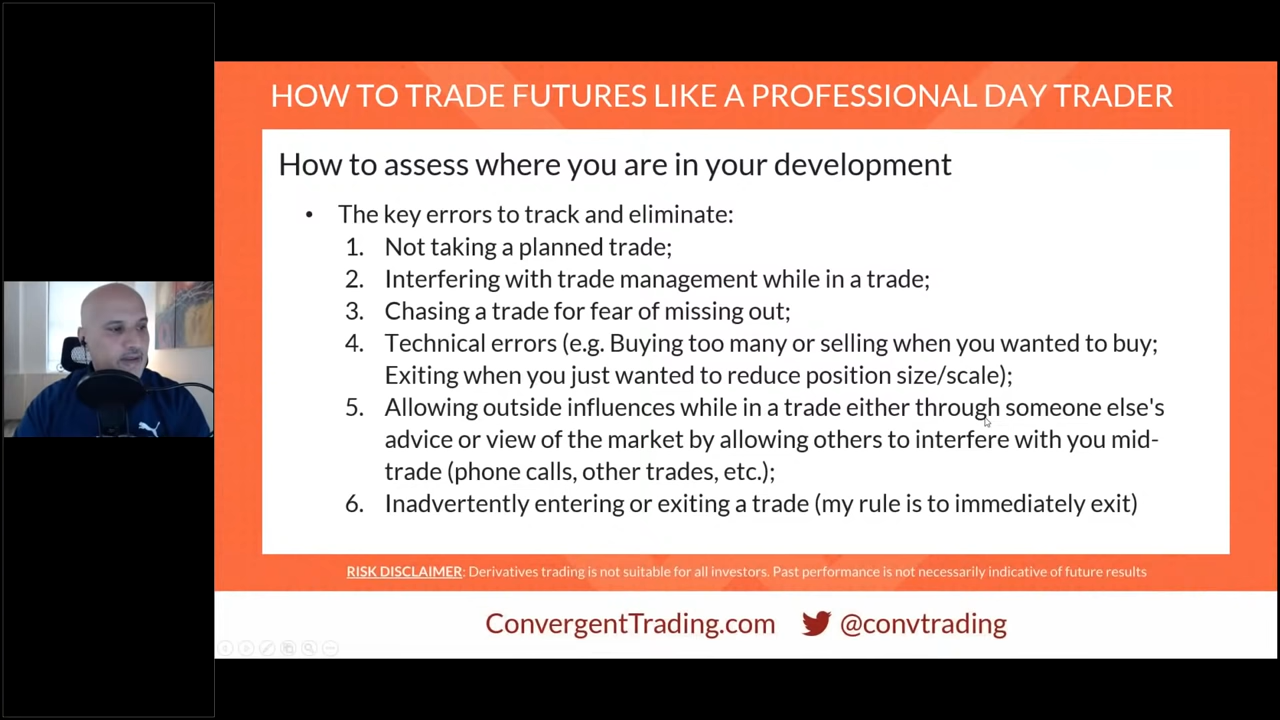 HOW TO TRADE FUTURES LIKE A PROFESSIONAL DAY TRADER
How to assess where you are in your development
• The key errors to track and eliminate:
1. Not taking a planned trade;
2. Interfering with trade management while in a trade;
3. Chasing a trade for fear of missing out;
4. Technical errors (e.g. Buying too many or selling when you wanted to buy;
Exiting when you just wanted to reduce position size/scale);
5. Allowing outside influences while in a trade either through someone else's
advice or view of the market by allowing others to interfere with you mid-
trade (phone calls, other trades, etc.);
6. Inadvertently entering or exiting a trade (my rule is to immediately exit)
RISK DISCLAIMER: Derivatives trading is not suitable for all investors. Past performance is not necessarily indicative of future results
ConvergentTrading.com @convtrading